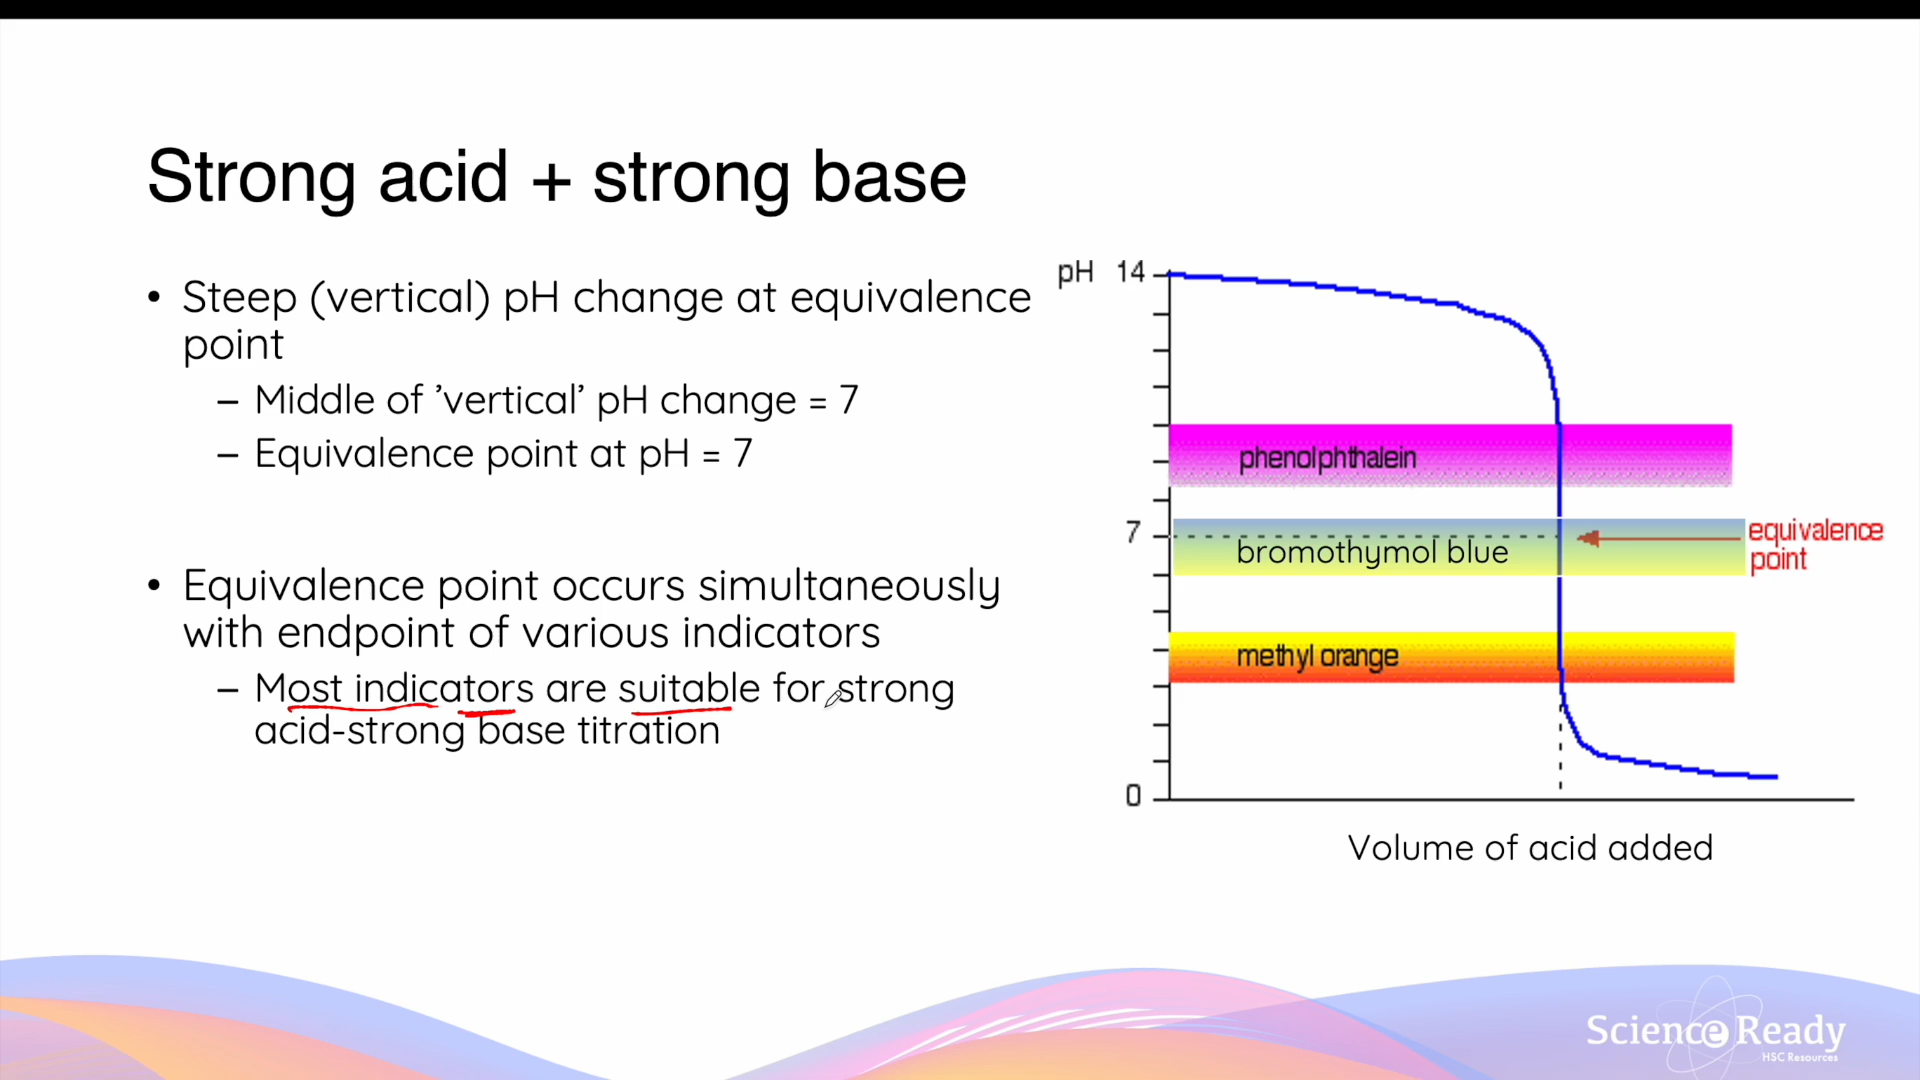 Strong acid + strong base
• Steep (vertical) pH change at equivalence
point
– Middle of ’vertical’ pH change = 7
– Equivalence point at pH = 7
• Equivalence point occurs simultaneously
with endpoint of various indicators
– Most indicators are suitable for strong
acid-strong base titration
pH 14
phenolphthalein
7
bromothymol blue
equivalence
point
methyl orange
0
Volume of acid added
Science Ready
HSC Resources